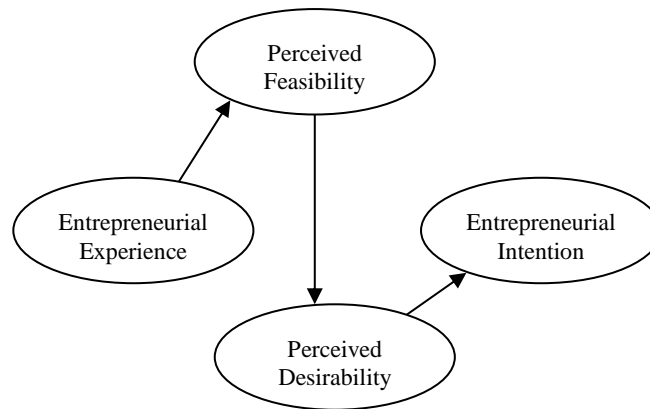 Perceived
Feasibility
Entrepreneurial
Experience
Entrepreneurial
Intention
Perceived
Desirability